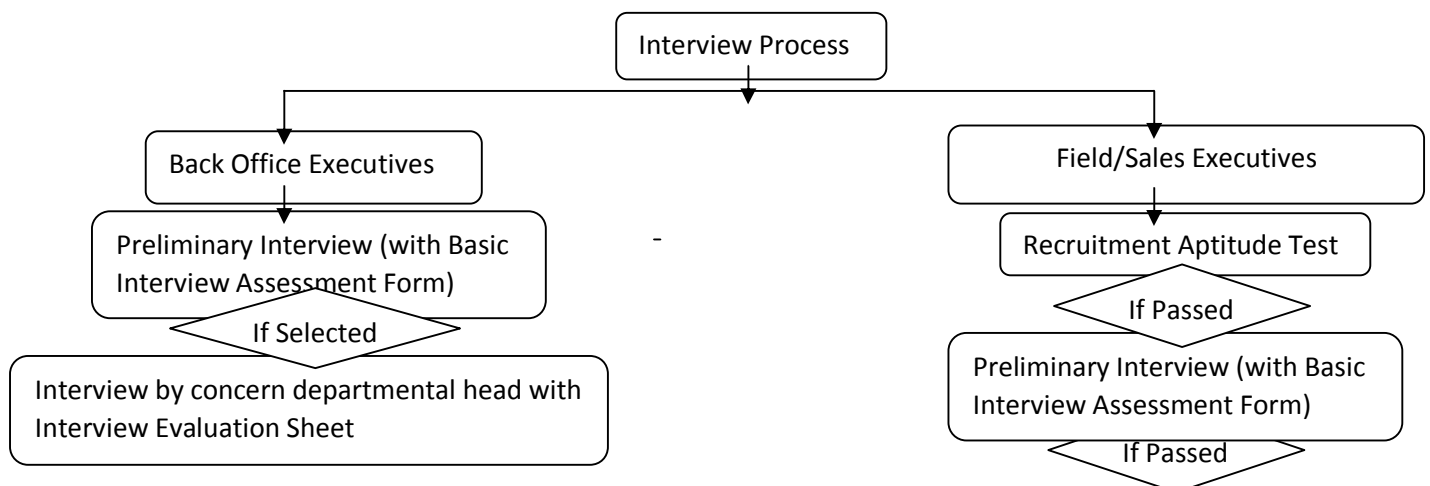 Interview Process
Back Office Executives
Preliminary Interview (with Basic
Interview Assessment Form)
If Selected
Interview by concern departmental head with
Interview Evaluation Sheet
-
Field/Sales Executives
Recruitment Aptitude Test
If Passed
Preliminary Interview (with Basic
Interview Assessment Form)
If Passed